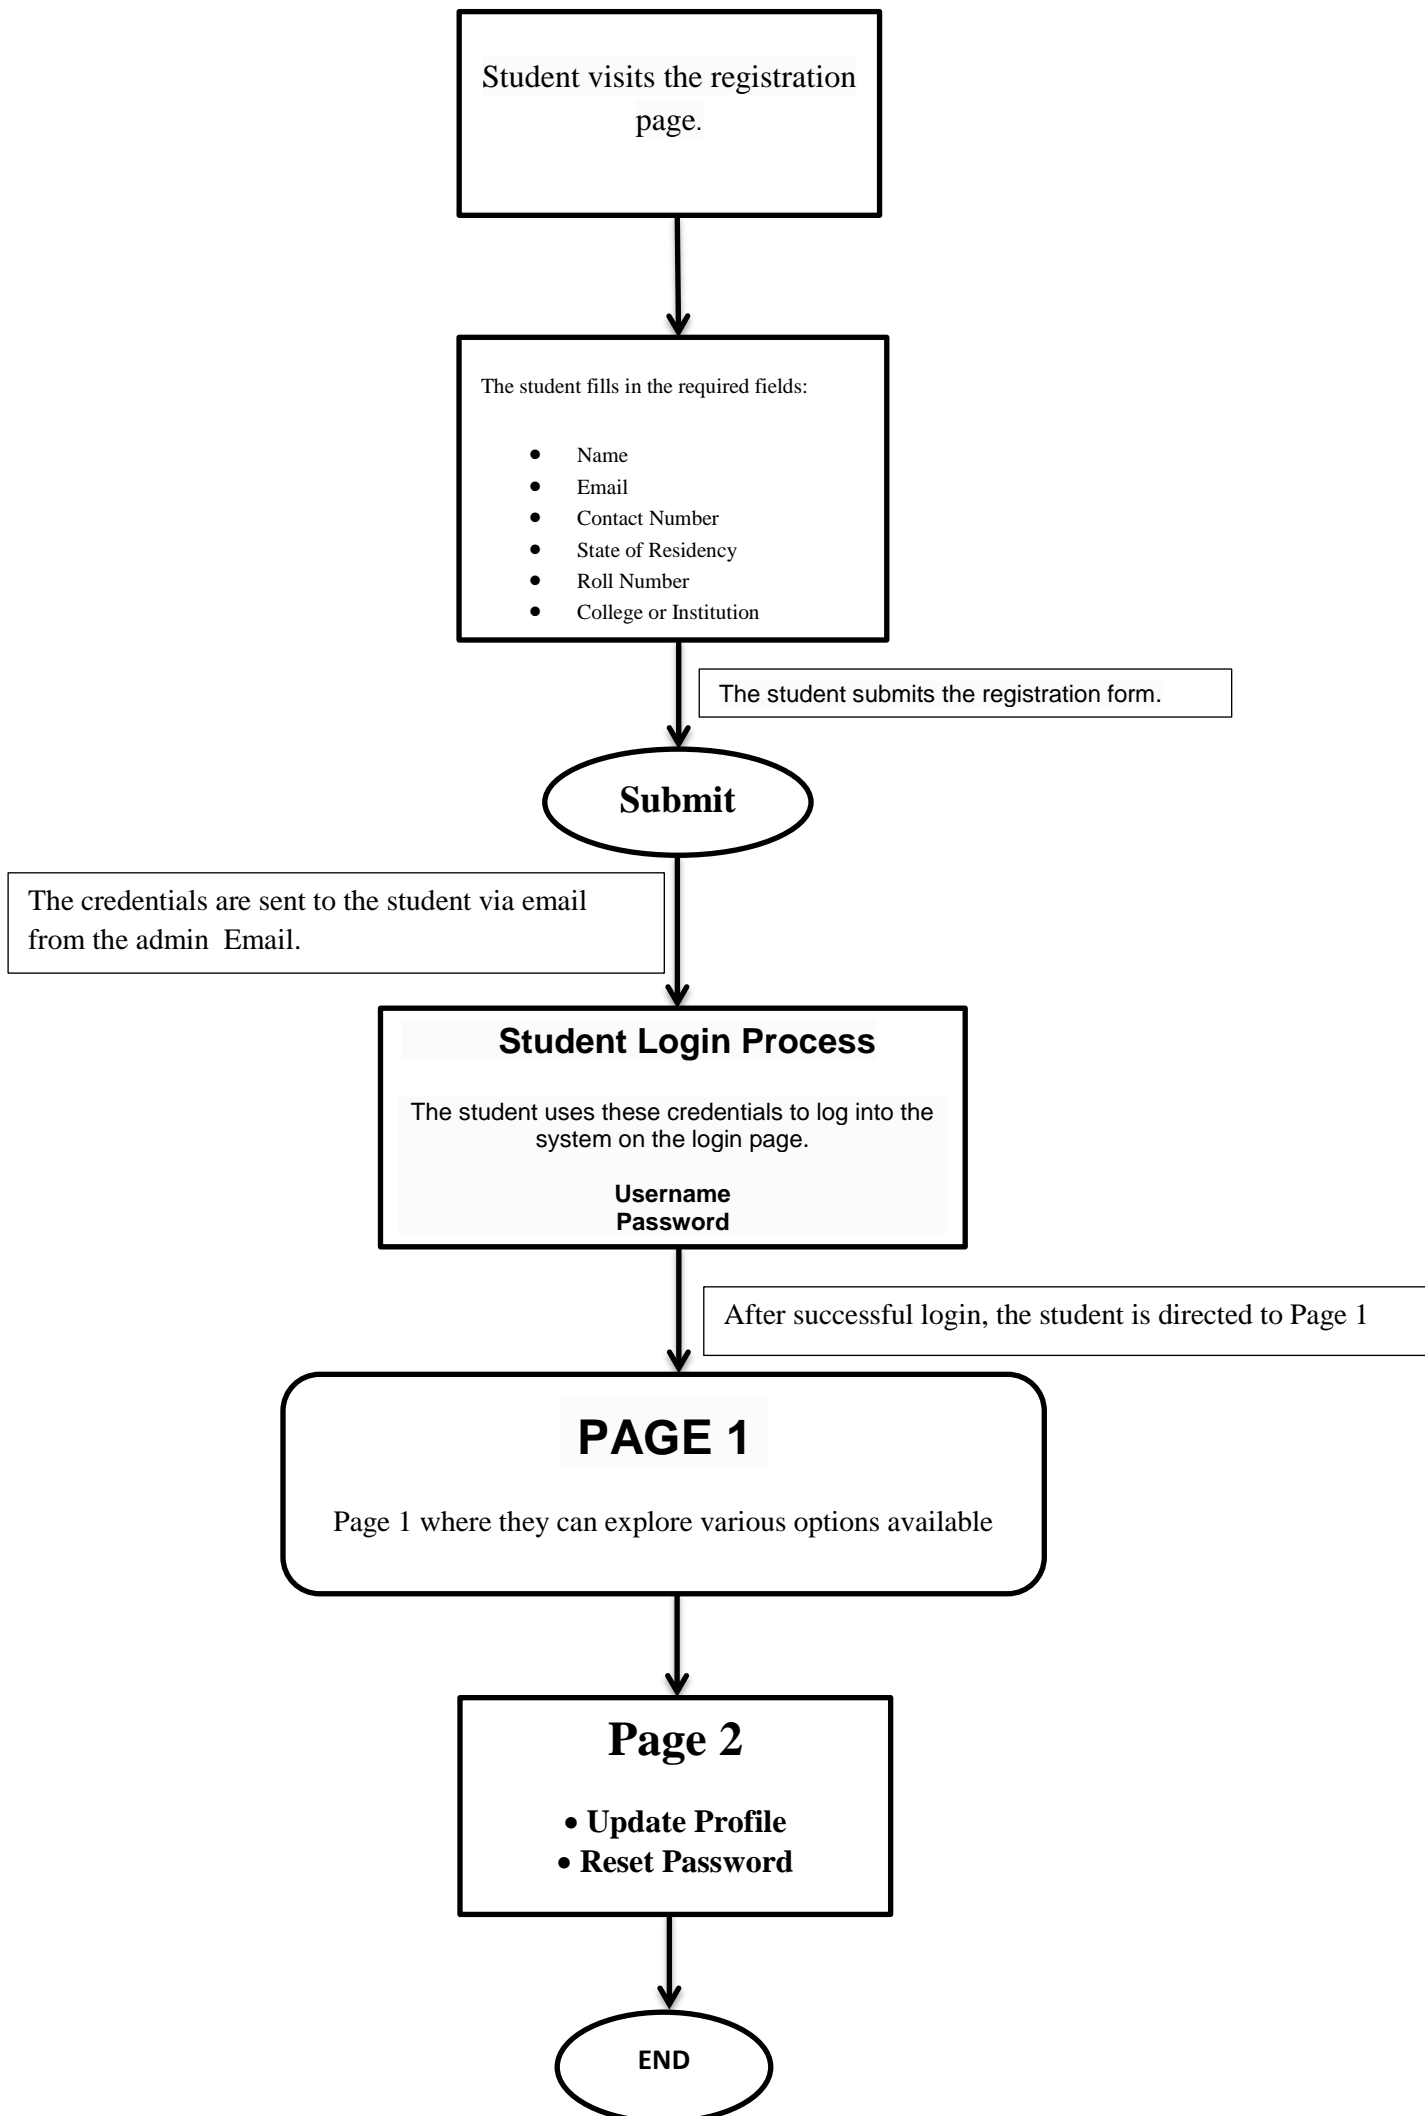 Student visits the registration
page.
The student fills in the required fields:
• Name
• Email
• Contact Number
• State of Residency
• Roll Number
• College or Institution
The student submits the registration form.
Submit
The credentials are sent to the student via email
from the admin Email.
Student Login Process
The student uses these credentials to log into the
system on the login page.
Username
Password
After successful login, the student is directed to Page 1
PAGE 1
Page 1 where they can explore various options available
Page 2
• Update Profile
• Reset Password
END